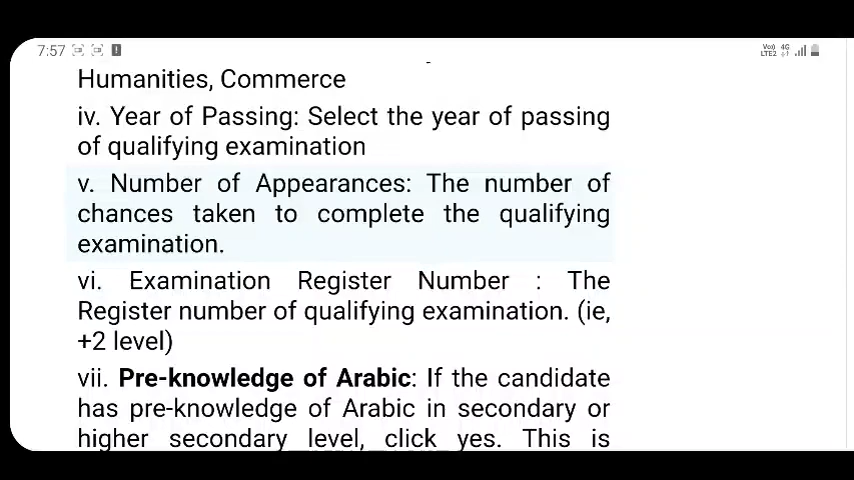 7:57
Vo) 4G
LTE2
Humanities, Commerce
iv. Year of Passing: Select the year of passing
of qualifying examination
v. Number of Appearances: The number of
chances taken to complete the qualifying
examination.
vi. Examination Register Number : The
Register number of qualifying examination. (ie,
+2 level)
vii. Pre-knowledge of Arabic: If the candidate
has pre-knowledge of Arabic in secondary or
higher secondary level, click yes. This is